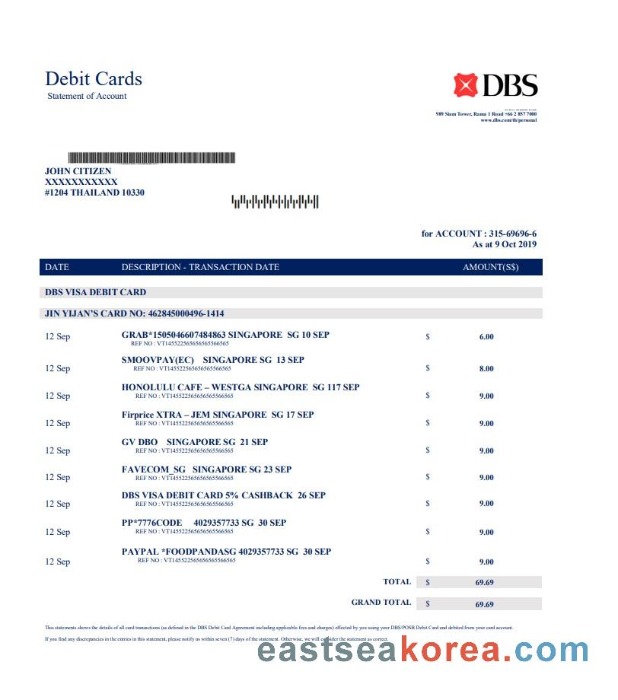 Debit Cards
Statement of Account
DBS
989 Siam Tower, Rama 1 Road +66 2 857 7000
www.dbs.com/th/personal
JOHN CITIZEN
XXXXXXXXXXX
#1204 THAILAND 10330
for ACCOUNT : 315-69696-6
As at 9 Oct 2019
DATE DESCRIPTION - TRANSACTION DATE AMOUNT(S$)
DBS VISA DEBIT CARD
JIN YIJAN'S CARD NO: 462845000496-1414
12 Sep GRAB*1505046607484863 SINGAPORE SG 10 SEP $ 6.00
REF NO : VT145522565656565566565
12 Sep SMOOVPAY(EC) SINGAPORE SG 13 SEP $ 8.00
REF NO : VT145522565656565566565
12 Sep HONOLULU CAFE – WESTGA SINGAPORE SG 117 SEP $ 9.00
REF NO : VT145522565656565566565
12 Sep Firprice XTRA – JEM SINGAPORE SG 17 SEP $ 9.00
REF NO : VT145522565656565566565
12 Sep GV DBO SINGAPORE SG 21 SEP $ 9.00
REF NO : VT145522565656565566565
12 Sep FAVECOM_SG SINGAPORE SG 23 SEP $ 9.00
REF NO : VT145522565656565566565
12 Sep DBS VISA DEBIT CARD 5% CASHBACK 26 SEP $ 9.00
REF NO : VT145522565656565566565
12 Sep PP*7776CODE 4029357733 SG 30 SEP $ 9.00
REF NO : VT145522565656565566565
12 Sep PAYPAL *FOODPANDASG 4029357733 SG 30 SEP $ 9.00
REF NO : VT145522565656565566565
TOTAL $ 69.69
GRAND TOTAL $ 69.69
This statements shows the details of all card transactions (as defined in the DBS Debit Card Agreement including applicable fees and charges) effected by you using your DBS/POSB Debit Card and debited from your card account.
If you find any discrepancies in the entries in this statement, please notify us within seven (7) days of the statement. Otherwise, we will consider the statement as correct.
eastseakorea.com